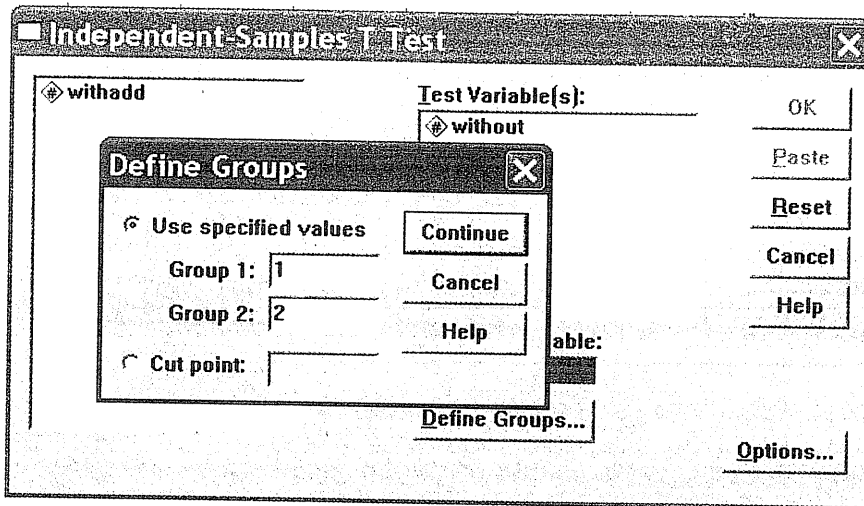 Independent-Samples T Test
withadd
Test Variable(s):
without
OK
Paste
Reset
Cancel
Help
Define Groups
Use specified values
Group 1: 1
Group 2: 2
Cut point:
Continue
Cancel
Help
able:
Define Groups...
Options...